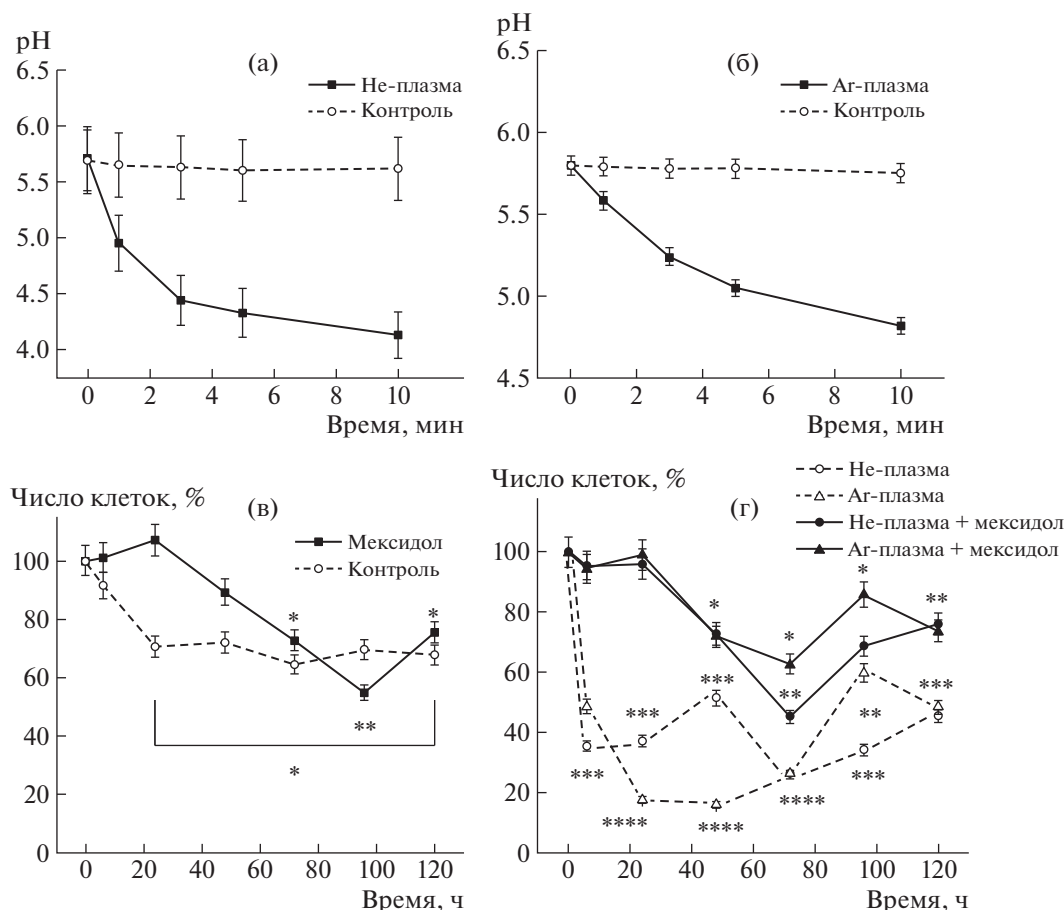 pH
(а)
6.5
Не-плазма
Контроль
6.0
5.5
5.0
4.5
4.0
0 2 4 6 8 10
Время, мин
pH
(б)
6.5
Ar-плазма
Контроль
6.0
5.5
5.0
4.5
0 2 4 6 8 10
Время, мин
Число клеток, %
(в)
Мексидол
Контроль
100
80
60
40
20
0
*
*
**
*
0 20 40 60 80 100 120
Время, ч
Число клеток, %
(г)
Не-плазма
Ar-плазма
Не-плазма + мексидол
Ar-плазма + мексидол
100
80
60
40
20
0
*
**
*
*
***
**
***
***
**
***
***
****
****
****
0 20 40 60 80 100 120
Время, ч